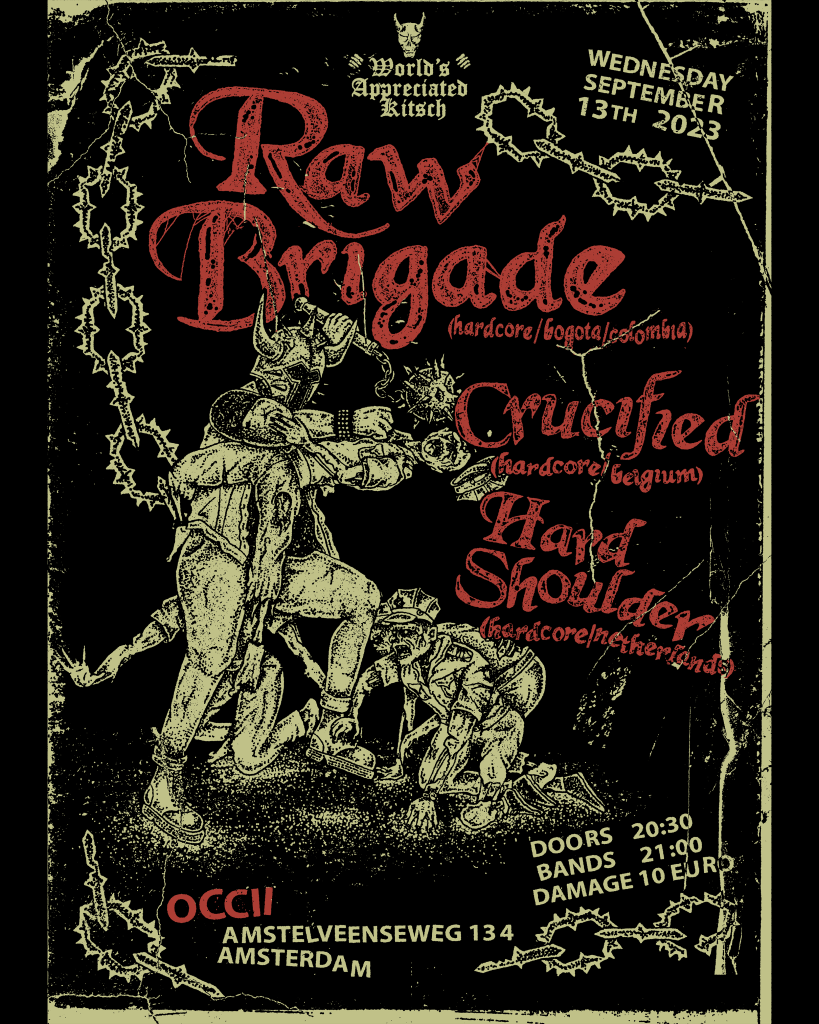 World's
Appreciated
Kitsch
WEDNESDAY
SEPTEMBER
13TH 2023
Raw
Brigade
(hardcore/bogota/colombia)
Crucified
(hardcore/belgium)
Hard
Shoulder
(hardcore/netherlands)
DOORS 20:30
BANDS 21:00
DAMAGE 10 EUR
OCCII
AMSTELVEENSEWEG 134
AMSTERDAM